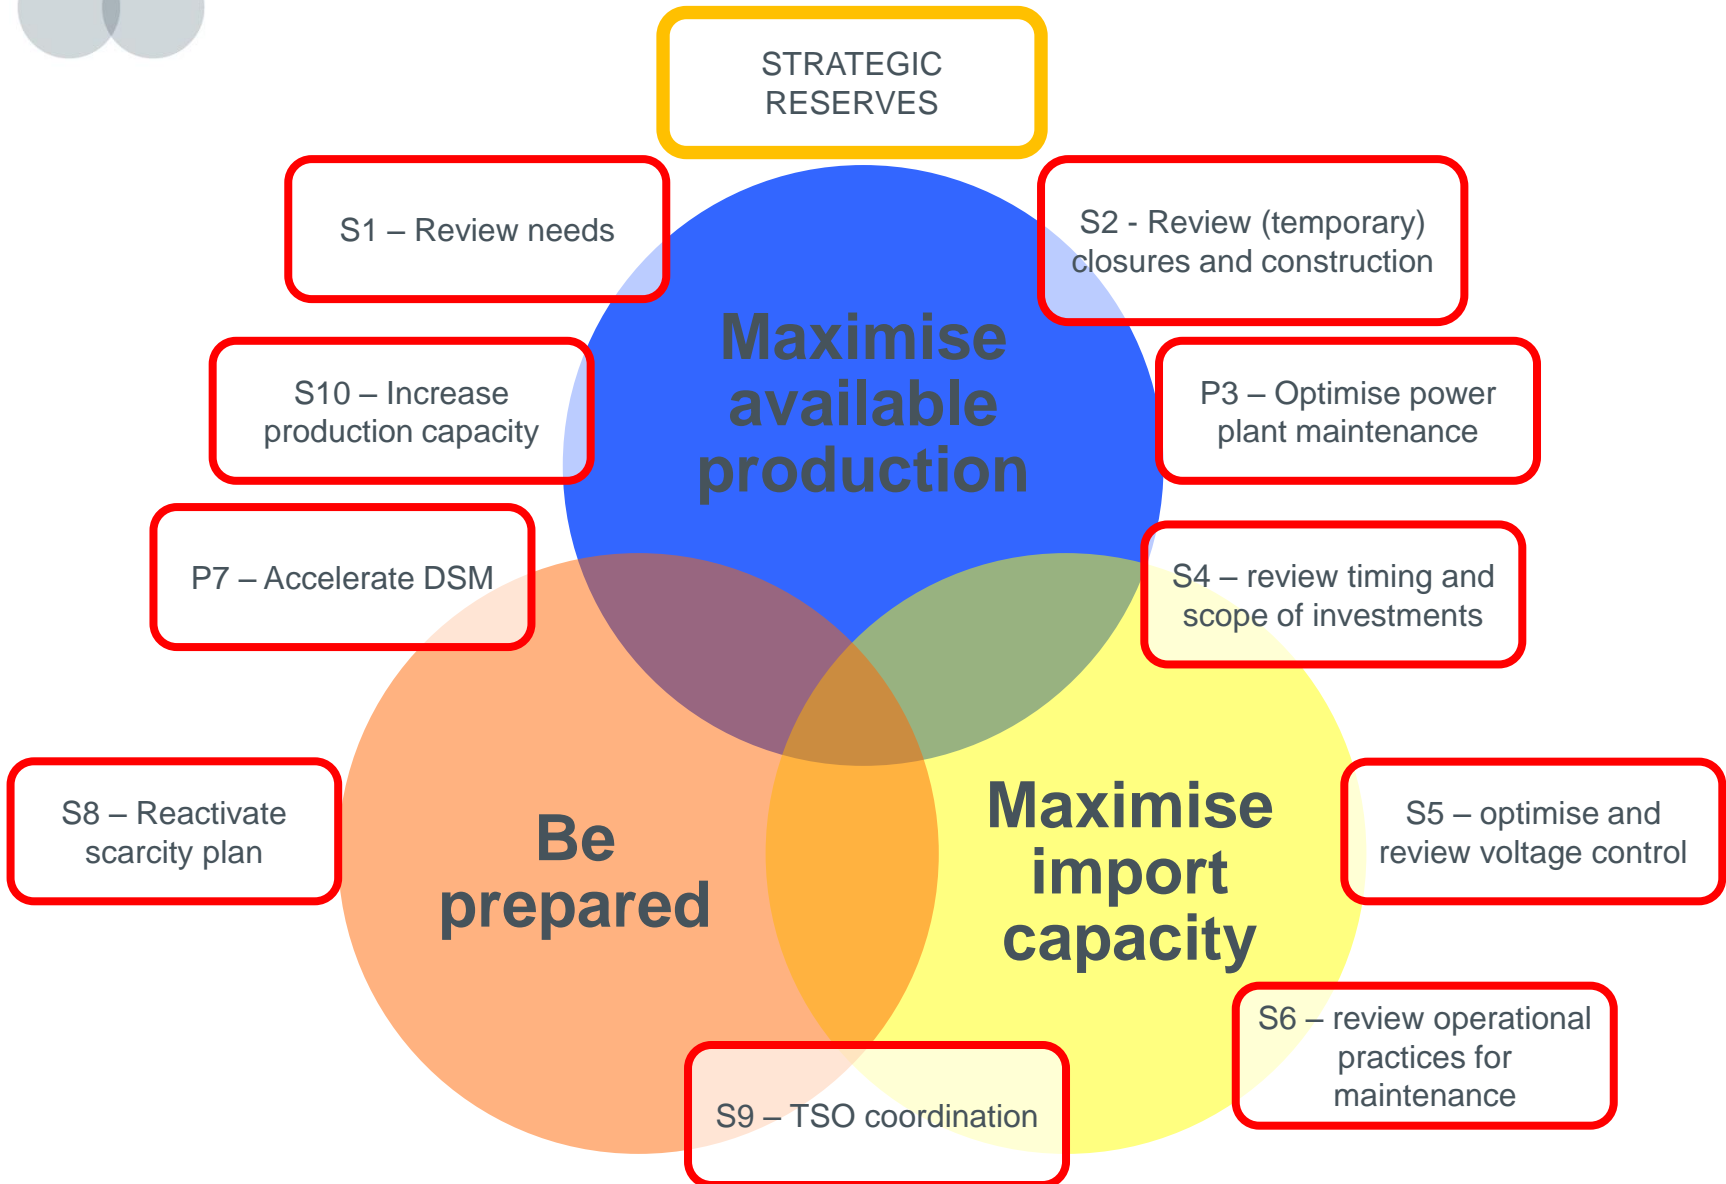 STRATEGIC
RESERVES
S1 – Review needs
S2 - Review (temporary)
closures and construction
Maximise
available
production
S10 – Increase
production capacity
P3 – Optimise power
plant maintenance
P7 – Accelerate DSM
S4 – review timing and
scope of investments
S8 – Reactivate
scarcity plan
Be
prepared
Maximise
import
capacity
S5 – optimise and
review voltage control
S6 – review operational
practices for
maintenance
S9 – TSO coordination